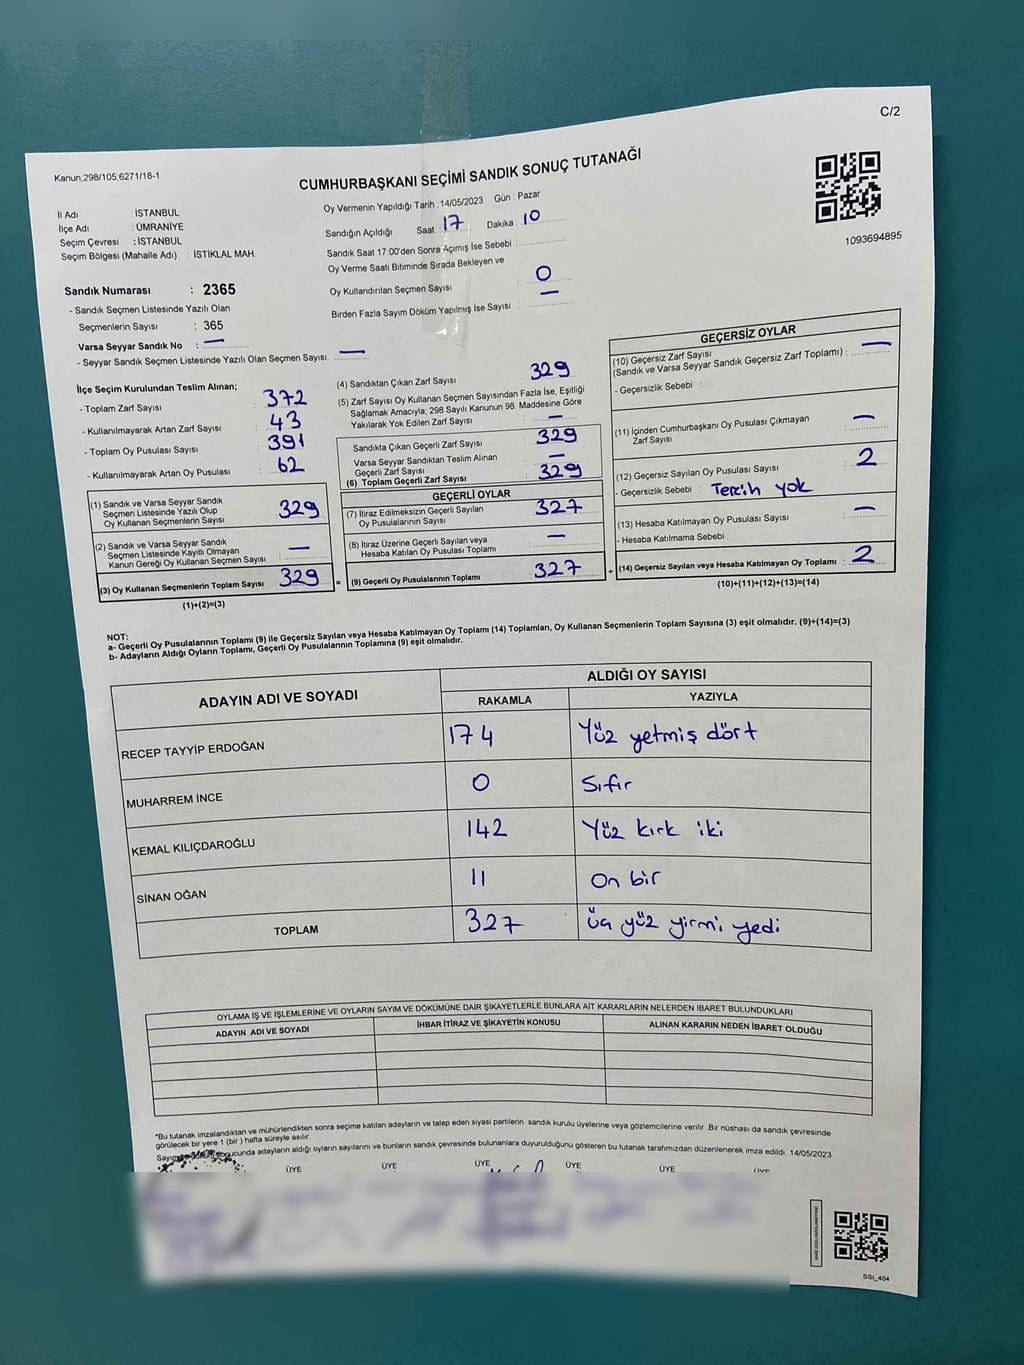 C/2
Kanun,298/105,6271/18-1
CUMHURBAŞKANI SEÇİMİ SANDIK SONUÇ TUTANAĞI
1093694895
İl Adı : İSTANBUL
İlçe Adı : ÜMRANİYE
Seçim Çevresi : İSTANBUL
Seçim Bölgesi (Mahalle Adı) : İSTİKLAL MAH.
Sandık Numarası : 2365
- Sandık Seçmen Listesinde Yazılı Olan
Seçmenlerin Sayısı : 365
Varsa Seyyar Sandık No : —
- Seyyar Sandık Seçmen Listesinde Yazılı Olan Seçmen Sayısı: —
Oy Vermenin Yapıldığı Tarih : 14/05/2023 Gün : Pazar
Sandığın Açıldığı Saat : 17 Dakika : 10
Sandık Saat 17:00'den Sonra Açımış İse Sebebi :
Oy Verme Saati Bitiminde Sırada Bekleyen ve
Oy Kullandırılan Seçmen Sayısı : 0
Birden Fazla Sayım Döküm Yapılmış İse Sayısı : —
İlçe Seçim Kurulundan Teslim Alınan;
- Toplam Zarf Sayısı : 372
- Kullanılmayarak Artan Zarf Sayısı : 43
- Toplam Oy Pusulası Sayısı : 391
- Kullanılmayarak Artan Oy Pusulası : 62
(1) Sandık ve Varsa Seyyar Sandık
Seçmen Listesinde Yazılı Olup
Oy Kullanan Seçmenlerin Sayısı : 329
(2) Sandık ve Varsa Seyyar Sandık
Seçmen Listesinde Kayıtlı Olmayan
Kanun Gereği Oy Kullanan Seçmen Sayısı : —
(3) Oy Kullanan Seçmenlerin Toplam Sayısı : 329
(1)+(2)=(3)
(4) Sandıktan Çıkan Zarf Sayısı : 329
(5) Zarf Sayısı Oy Kullanan Seçmen Sayısından Fazla İse, Eşitliği
Sağlamak Amacıyla; 298 Sayılı Kanunun 98. Maddesine Göre
Yakılarak Yok Edilen Zarf Sayısı : —
Sandıkta Çıkan Geçerli Zarf Sayısı : 329
Varsa Seyyar Sandıktan Teslim Alınan
Geçerli Zarf Sayısı : —
(6) Toplam Geçerli Zarf Sayısı : 329
GEÇERLİ OYLAR
(7) İtiraz Edilmeksizin Geçerli Sayılan
Oy Pusulalarının Sayısı : 327
(8) İtiraz Üzerine Geçerli Sayılan veya
Hesaba Katılan Oy Pusulası Toplamı : —
= (9) Geçerli Oy Pusulalarının Toplamı : 327
GEÇERSİZ OYLAR
(10) Geçersiz Zarf Sayısı
(Sandık ve Varsa Seyyar Sandık Geçersiz Zarf Toplamı) : —
- Geçersizlik Sebebi :
(11) İçinden Cumhurbaşkanı Oy Pusulası Çıkmayan
Zarf Sayısı : —
(12) Geçersiz Sayılan Oy Pusulası Sayısı : 2
- Geçersizlik Sebebi : Tercih yok
(13) Hesaba Katılmayan Oy Pusulası Sayısı : —
- Hesaba Katılmama Sebebi :
+ (14) Geçersiz Sayılan veya Hesaba Katılmayan Oy Toplamı : 2
(10)+(11)+(12)+(13)=(14)
NOT:
a- Geçerli Oy Pusulalarının Toplamı (9) ile Geçersiz Sayılan veya Hesaba Katılmayan Oy Toplamı (14) Toplamları, Oy Kullanan Seçmenlerin Toplam Sayısına (3) eşit olmalıdır. (9)+(14)=(3)
b- Adayların Aldığı Oyların Toplamı, Geçerli Oy Pusulalarının Toplamına (9) eşit olmalıdır.
ADAYIN ADI VE SOYADI ALDIĞI OY SAYISI
RAKAMLA YAZIYLA
RECEP TAYYİP ERDOĞAN 174 Yüz yetmiş dört
MUHARREM İNCE 0 Sıfır
KEMAL KILIÇDAROĞLU 142 Yüz kırk iki
SİNAN OĞAN 11 On bir
TOPLAM 327 üç yüz yirmi yedi
OYLAMA İŞ VE İŞLEMLERİNE VE OYLARIN SAYIM VE DÖKÜMÜNE DAİR ŞİKAYETLERLE BUNLARA AİT KARARLARIN NELERDEN İBARET BULUNDUKLARI
ADAYIN ADI VE SOYADI İHBAR İTİRAZ VE ŞİKAYETİN KONUSU ALINAN KARARIN NEDEN İBARET OLDUĞU
*Bu tutanak imzalandıktan ve mühürlendikten sonra seçime katılan adayların ve talep eden siyasi partilerin sandık kurulu üyelerine veya gözlemcilerine verilir .Bir nüshası da sandık çevresinde
görülecek bir yere 1 (bir ) hafta süreyle asılır.
adayların aldığı oyların sayılarını ve bunların sandık çevresinde bulunanlara duyurulduğunu gösteren bu tutanak tarafımızdan düzenlenerek imza edildi. 14/05/2023
ÜYE ÜYE ÜYE ÜYE ÜYE ÜYE
SSİ_404